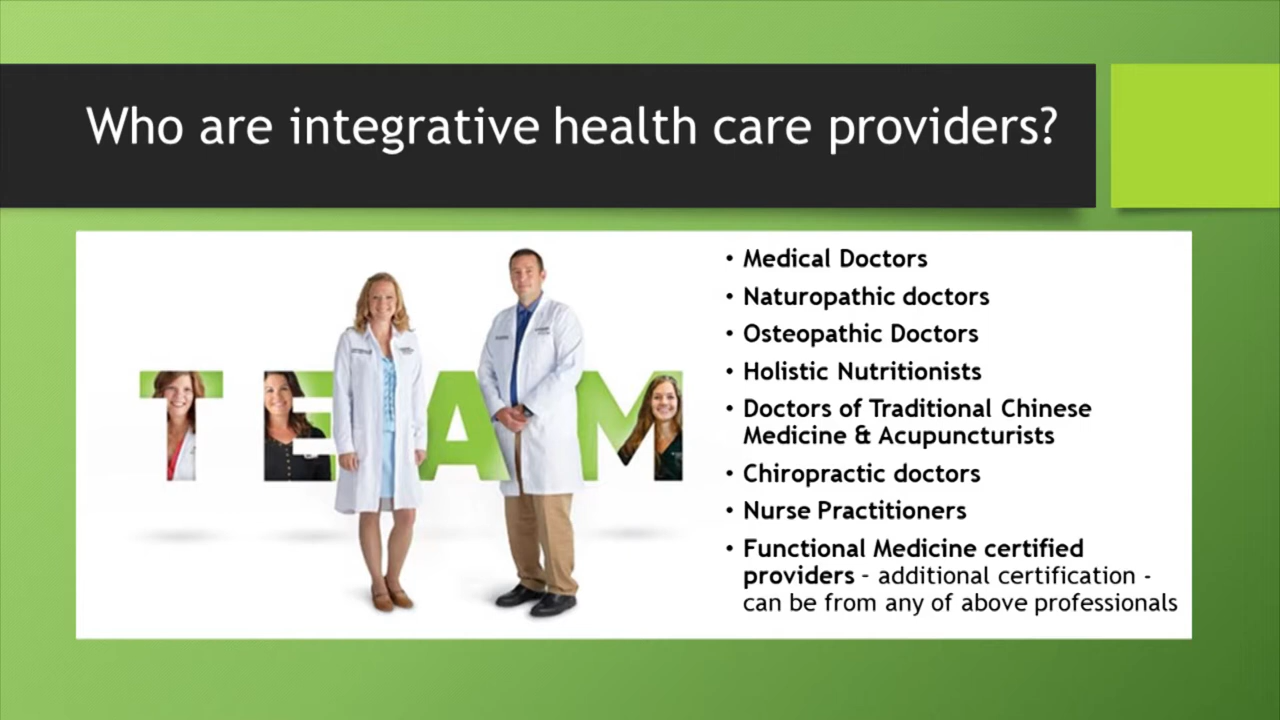 Who are integrative health care providers?
TEAM
• Medical Doctors
• Naturopathic doctors
• Osteopathic Doctors
• Holistic Nutritionists
• Doctors of Traditional Chinese
Medicine & Acupuncturists
• Chiropractic doctors
• Nurse Practitioners
• Functional Medicine certified
providers - additional certification -
can be from any of above professionals